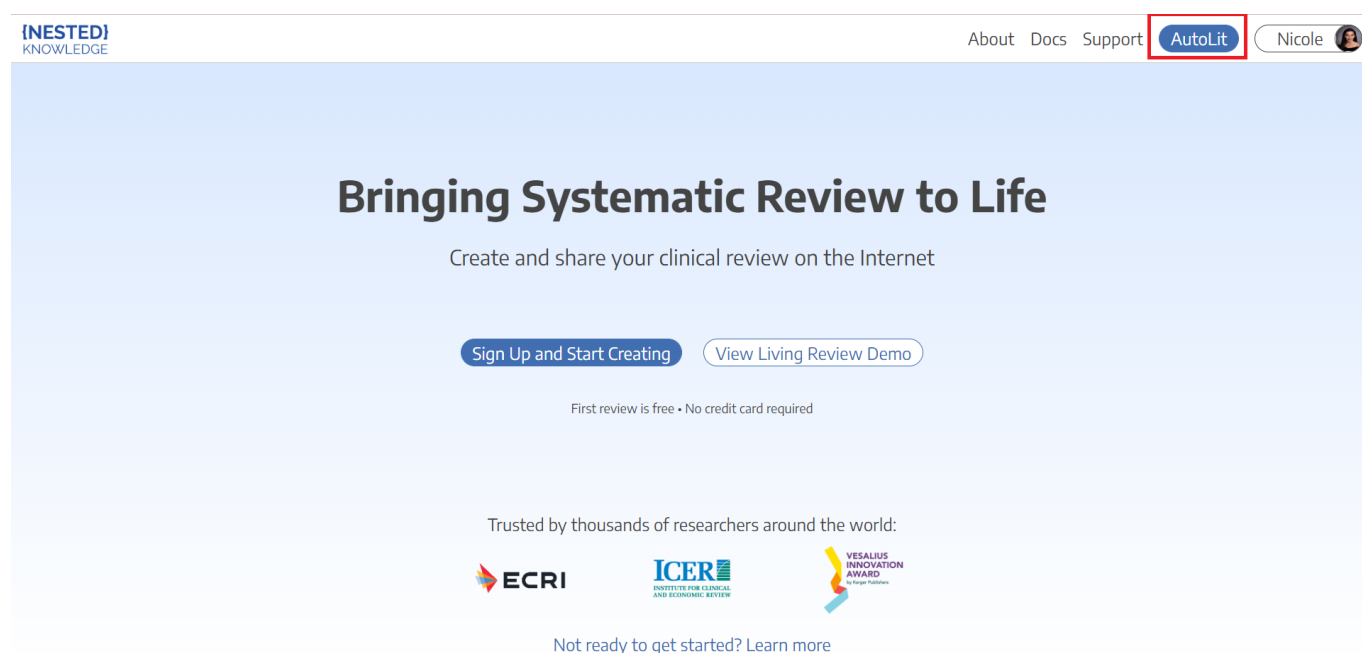 {NESTED}
KNOWLEDGE
About Docs Support AutoLit Nicole
Bringing Systematic Review to Life
Create and share your clinical review on the Internet
Sign Up and Start Creating View Living Review Demo
First review is free • No credit card required
Trusted by thousands of researchers around the world:
ECRI
ICER
INSTITUTE FOR CLINICAL
AND ECONOMIC REVIEW
VESALIUS
INNOVATION
AWARD
by Karger Publishers
Not ready to get started? Learn more